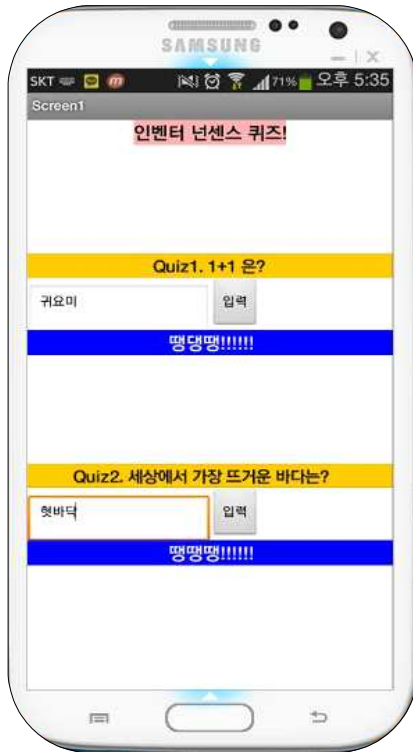 SAMSUNG
SKT 71% 오후 5:35
Screen1
인벤터 넌센스 퀴즈!
Quiz1. 1+1 은?
귀요미 입력
땡댕땡!!!!!!
Quiz2. 세상에서 가장 뜨거운 바다는?
혓바닥 입력
땡땡땡!!!!!!